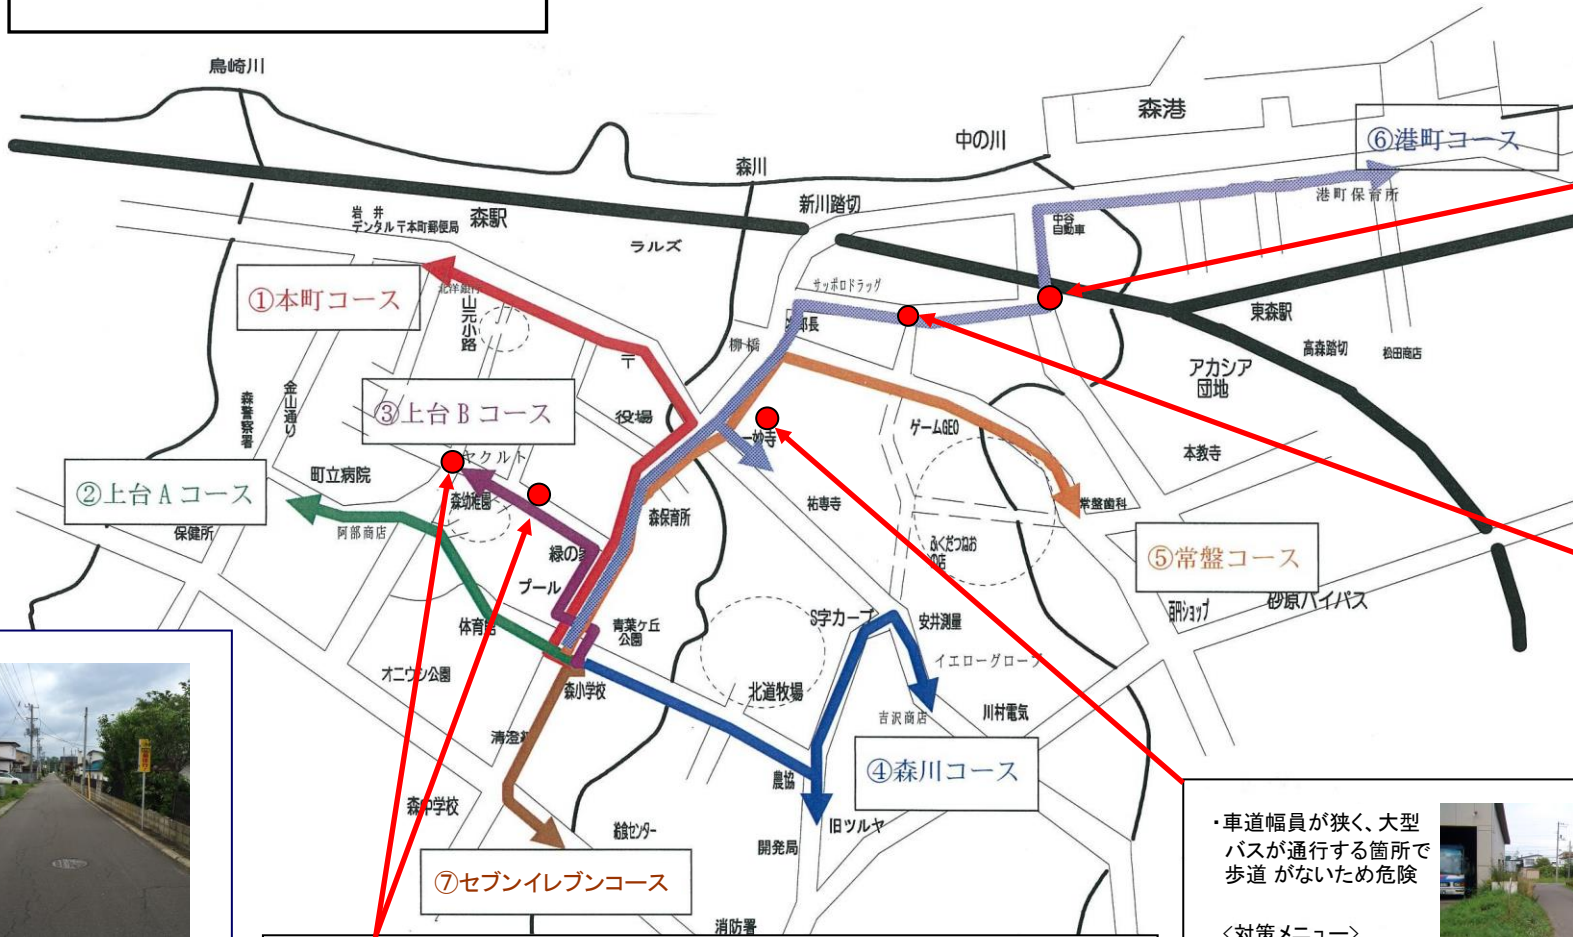 鳥崎川
森港
中の川
⑥港町コース
森川
新川踏切
港町保育所
岩井
デンタル
〒本町郵便局
森駅
ラルズ
中谷
自動車
①本町コース
北洋銀行
山元小路
サッポロドラッグ
東森駅
高森踏切
松田商店
柳橋
〒
アカシア
団地
金山通り
森警察署
③上台Bコース
役場
一妙寺
ゲームGEO
本教寺
ヤクルト
町立病院
②上台Aコース
森幼稚園
祐専寺
常盤歯科
保健所
阿部商店
森保育所
緑の
ふくだつねお
の店
⑤常盤コース
プール
百円ショップ
砂原バイパス
体育館
青葉ヶ丘
公園
S字カーブ
安井測量
イエローグローブ
オニウシ公園
森小学校
北道牧場
吉沢商店
川村電気
清澄
④森川コース
農協
森中学校
給食センター
旧ツルヤ
開発局
⑦セブンイレブンコース
消防署
・車道幅員が狭く、大型
バスが通行する箇所で
歩道 がないため危険
<対策メニュー>